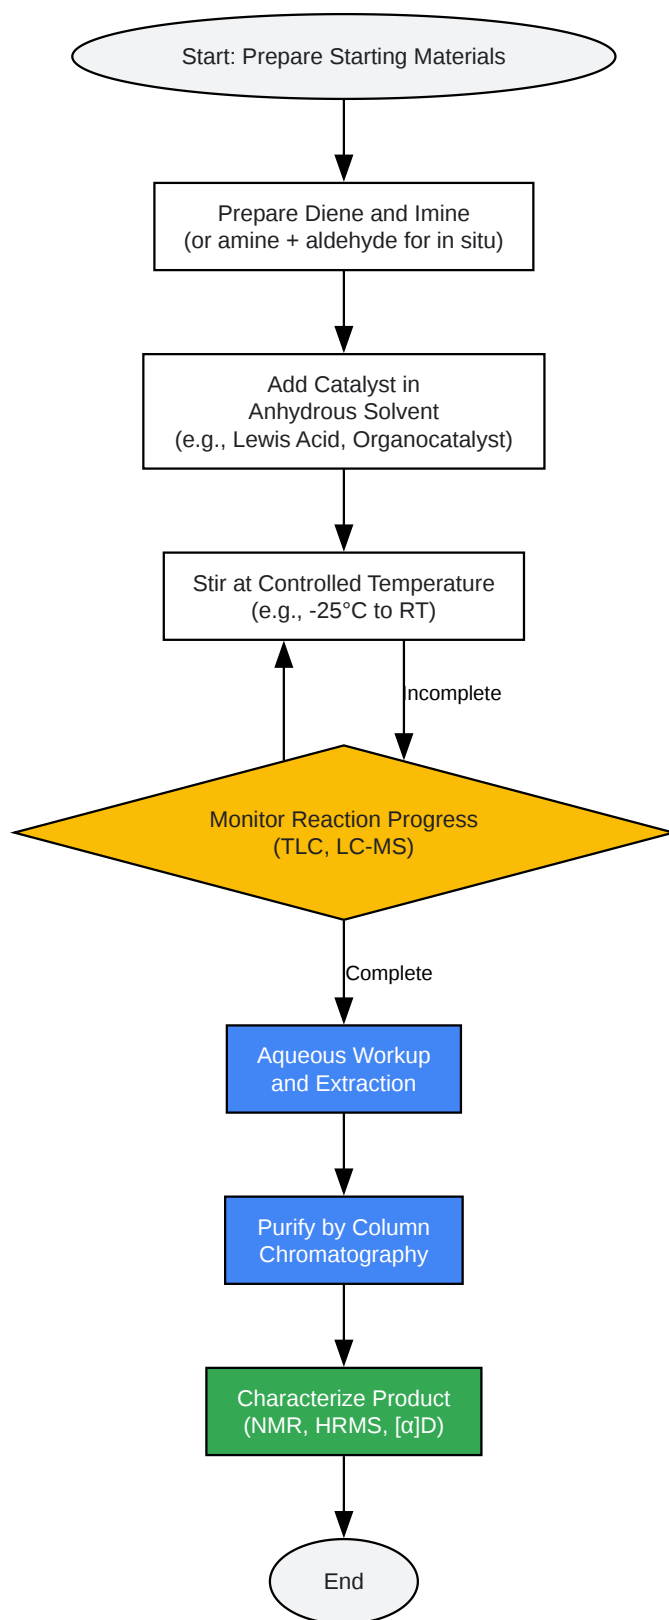 Start: Prepare Starting Materials
Prepare Diene and Imine
(or amine + aldehyde for in situ)
Add Catalyst in
Anhydrous Solvent
(e.g., Lewis Acid, Organocatalyst)
Stir at Controlled Temperature
(e.g., -25°C to RT)
Incomplete
Monitor Reaction Progress
(TLC, LC-MS)
Complete
Aqueous Workup
and Extraction
Purify by Column
Chromatography
Characterize Product
(NMR, HRMS, [α]D)
End